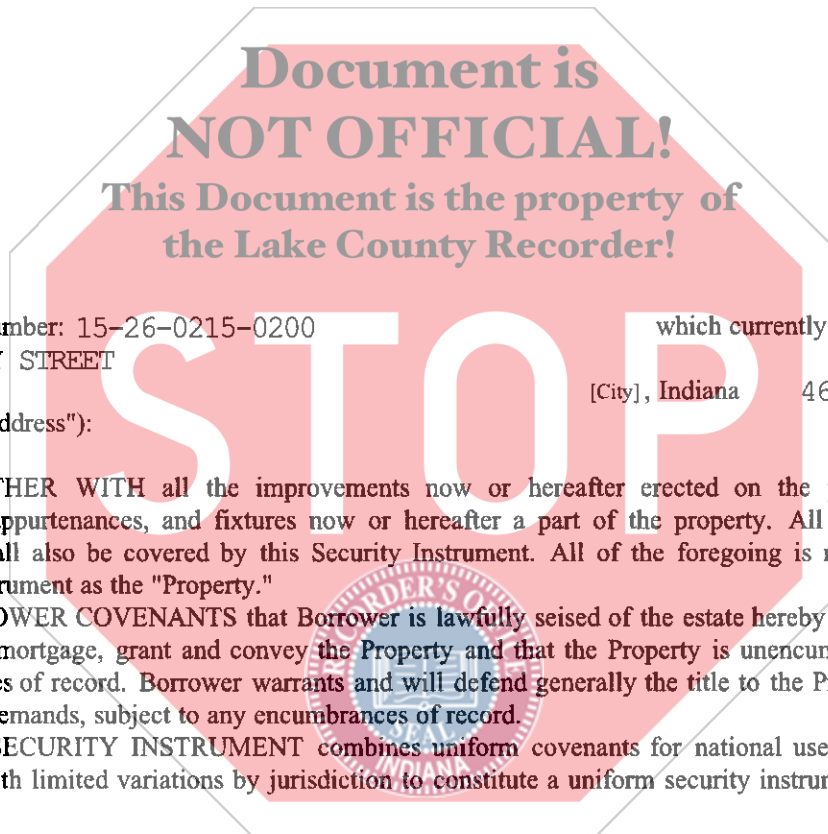 Document is
NOT OFFICIAL!
This Document is the property of
the Lake County Recorder!
mber: 15-26-0215-0200 which currently
STREET
[City], Indiana 46
ddress"):
STOP
THER WITH all the improvements now or hereafter erected on the
ppurtenances, and fixtures now or hereafter a part of the property. All
all also be covered by this Security Instrument. All of the foregoing is
rument as the "Property."
OWER COVENANTS that Borrower is lawfully seised of the estate hereby
mortgage, grant and convey the Property and that the Property is unencum
es of record. Borrower warrants and will defend generally the title to the P
emands, subject to any encumbrances of record.
SECURITY INSTRUMENT combines uniform covenants for national use
th limited variations by jurisdiction to constitute a uniform security instrum
RECORDER'S OFFICE
SEAL
INDIANA